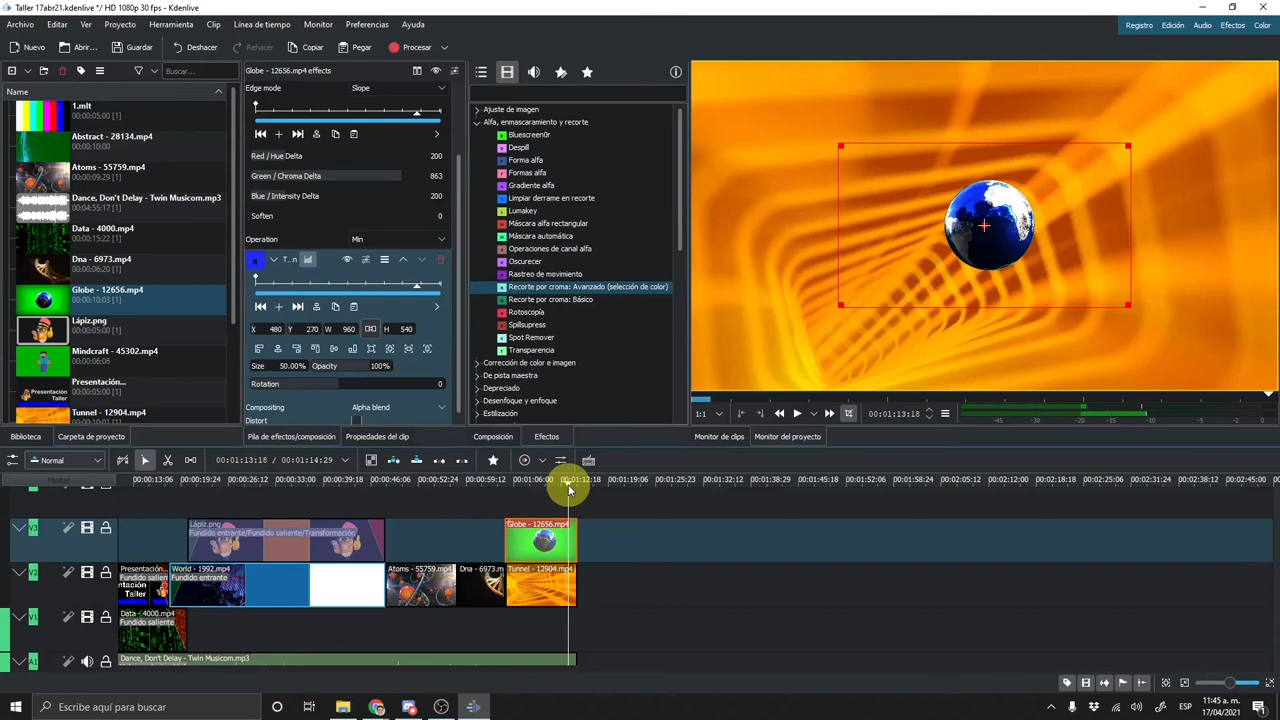 Taller 17abr21.kdenlive */ HD 1080p 30 fps - Kdenlive
Archivo Editar Ver Proyecto Herramienta Clip Línea de tiempo Monitor Preferencias Ayuda
Registro Edición Audio Efectos Color
Nuevo Abrir... Guardar Deshacer Rehacer Copiar Pegar Procesar
Buscar...
Name
1.mlt
00:00:05:00 [1]
Abstract - 28134.mp4
00:00:10:00
Atoms - 55759.mp4
00:00:09:29 [1]
Dance, Don't Delay - Twin Musicom.mp3
00:04:55:17 [1]
Data - 4000.mp4
00:00:15:22 [1]
Dna - 6973.mp4
00:00:06:20 [1]
Globe - 12656.mp4
00:00:10:03 [1]
Lápiz.png
00:00:05:00 [1]
Mindcraft - 45302.mp4
00:00:06:06
Presentación...
00:00:05:00 [1]
Tunnel - 12904.mp4
00:00:10:00 [1]
Biblioteca Carpeta de proyecto
Globe - 12656.mp4 effects
Edge mode Slope
Red / Hue Delta 200
Green / Chroma Delta 863
Blue / Intensity Delta 200
Soften 0
Operation Min
T...n
X 480 Y 270 W 960 H 540
Size 50.00% Opacity 100%
Rotation 0
Compositing Alpha blend
Distort
Pila de efectos/composición Propiedades del clip
Ajuste de imagen
Alfa, enmascaramiento y recorte
Bluescreen0r
Despill
Forma alfa
Formas alfa
Gradiente alfa
Limpiar derrame en recorte
Lumakey
Máscara alfa rectangular
Máscara automática
Operaciones de canal alfa
Oscurecer
Rastreo de movimiento
Recorte por croma: Avanzado (selección de color)
Recorte por croma: Básico
Rotoscopía
Spillsupress
Spot Remover
Transparencia
Corrección de color e imagen
De pista maestra
Depreciado
Desenfoque y enfoque
Estilización
Composición Efectos
1:1 00:01:13:18 -45 -30 -20 -10 -5 -2 0
Monitor de clips Monitor del proyecto
Normal 00:01:13:18 / 00:01:14:29
Master
00:00:13:06 00:00:19:24 00:00:26:12 00:00:33:00 00:00:39:18 00:00:46:06 00:00:52:24 00:00:59:12 00:01:06:00 00:01:12:18 00:01:19:06 00:01:25:23 00:01:32:12 00:01:38:29 00:01:45:18 00:01:52:06 00:01:58:24 00:02:05:12 00:02:12:00 00:02:18:18 00:02:25:06 00:02:31:24 00:02:38:12 00:02:45:00
V3
Lápiz.png
Fundido entrante/Fundido saliente/Transformación
Globe - 12656.mp4
V2
Presentación
Fundido salien
World - 1992.mp4
Fundido entrante
Atoms - 55759.mp4
Dna - 6973.m
Tunnel - 12904.mp4
V1
Data - 4000.mp4
Fundido saliente
A1
Dance, Don't Delay - Twin Musicom.mp3
Escribe aquí para buscar
ESP
11:45 a. m.
17/04/2021